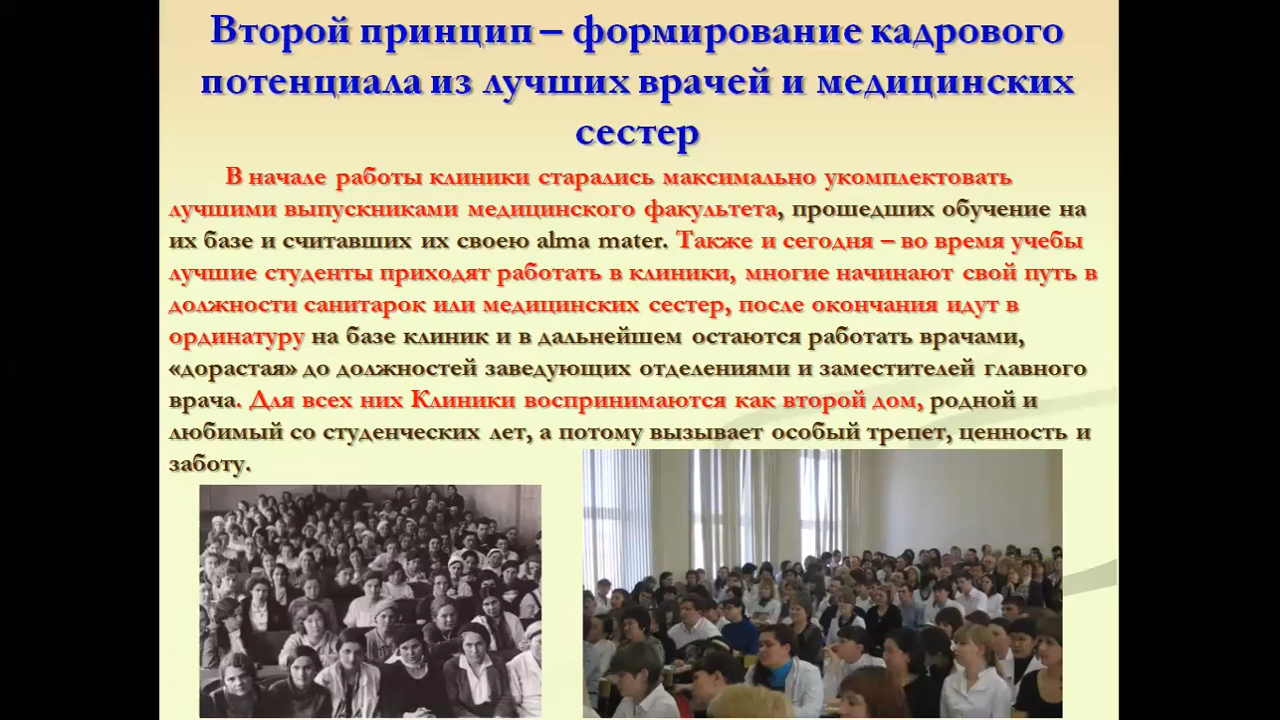 Второй принцип – формирование кадрового
потенциала из лучших врачей и медицинских
сестер
В начале работы клиники старались максимально укомплектовать
лучшими выпускниками медицинского факультета, прошедших обучение на
их базе и считавших их своею alma mater. Также и сегодня – во время учебы
лучшие студенты приходят работать в клиники, многие начинают свой путь в
должности санитарок или медицинских сестер, после окончания идут в
ординатуру на базе клиник и в дальнейшем остаются работать врачами,
«дорастая» до должностей заведующих отделениями и заместителей главного
врача. Для всех них Клиники воспринимаются как второй дом, родной и
любимый со студенческих лет, а потому вызывает особый трепет, ценность и
заботу.